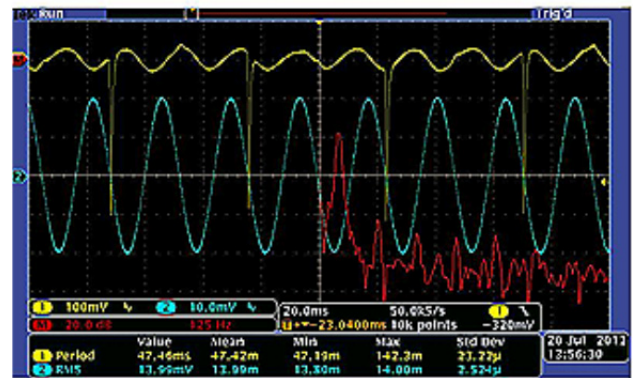 Tek Run Trig'd
M
2
1 100mV 2 10.0mV
M 20.0 dB 125 Hz
20.0ms 50.0kS/s 1
-23.0400ms 10k points -320mV
Value Mean Min Max Std Dev
1 Period 47.46ms 47.42m 47.19m 142.3m 23.22µ
2 RMS 13.99mV 13.99m 13.80m 14.00m 2.524µ
20 Jul 2012
13:56:30